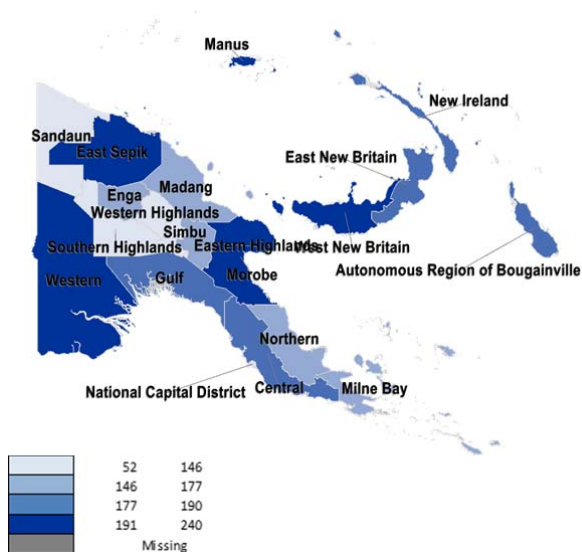 Manus
New Ireland
Sandaun
East Sepik
East New Britain
Madang
Enga
Western Highlands
Simbu
Southern Highlands
Eastern Highlands
West New Britain
Autonomous Region of Bougainville
Western
Gulf
Morobe
Northern
National Capital District
Central
Milne Bay
52 146
146 177
177 190
191 240
Missing